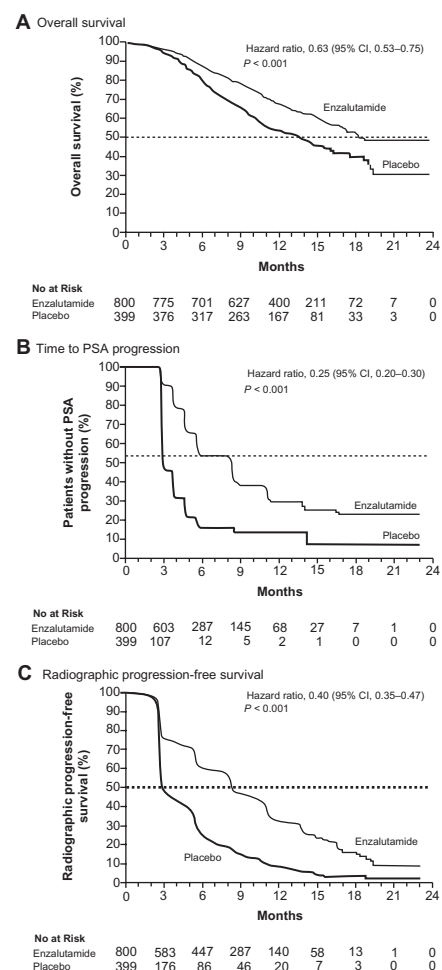 A Overall survival
Hazard ratio, 0.63 (95% CI, 0.53–0.75)
P < 0.001
Overall survival (%)
100
90
80
70
60
50
40
30
20
10
0
Enzalutamide
Placebo
0 3 6 9 12 15 18 21 24
Months
No at Risk
Enzalutamide 800 775 701 627 400 211 72 7 0
Placebo 399 376 317 263 167 81 33 3 0
B Time to PSA progression
Hazard ratio, 0.25 (95% CI, 0.20–0.30)
P < 0.001
Patients without PSA
progression (%)
100
90
80
70
60
50
40
30
20
10
0
Enzalutamide
Placebo
0 3 6 9 12 15 18 21 24
Months
No at Risk
Enzalutamide 800 603 287 145 68 27 7 1 0
Placebo 399 107 12 5 2 1 0 0 0
C Radiographic progression-free survival
Hazard ratio, 0.40 (95% CI, 0.35–0.47)
P < 0.001
Radiographic progression-free
survival (%)
100
90
80
70
60
50
40
30
20
10
0
Enzalutamide
Placebo
0 3 6 9 12 15 18 21 24
Months
No at Risk
Enzalutamide 800 583 447 287 140 58 13 1 0
Placebo 399 176 86 46 20 7 3 0 0